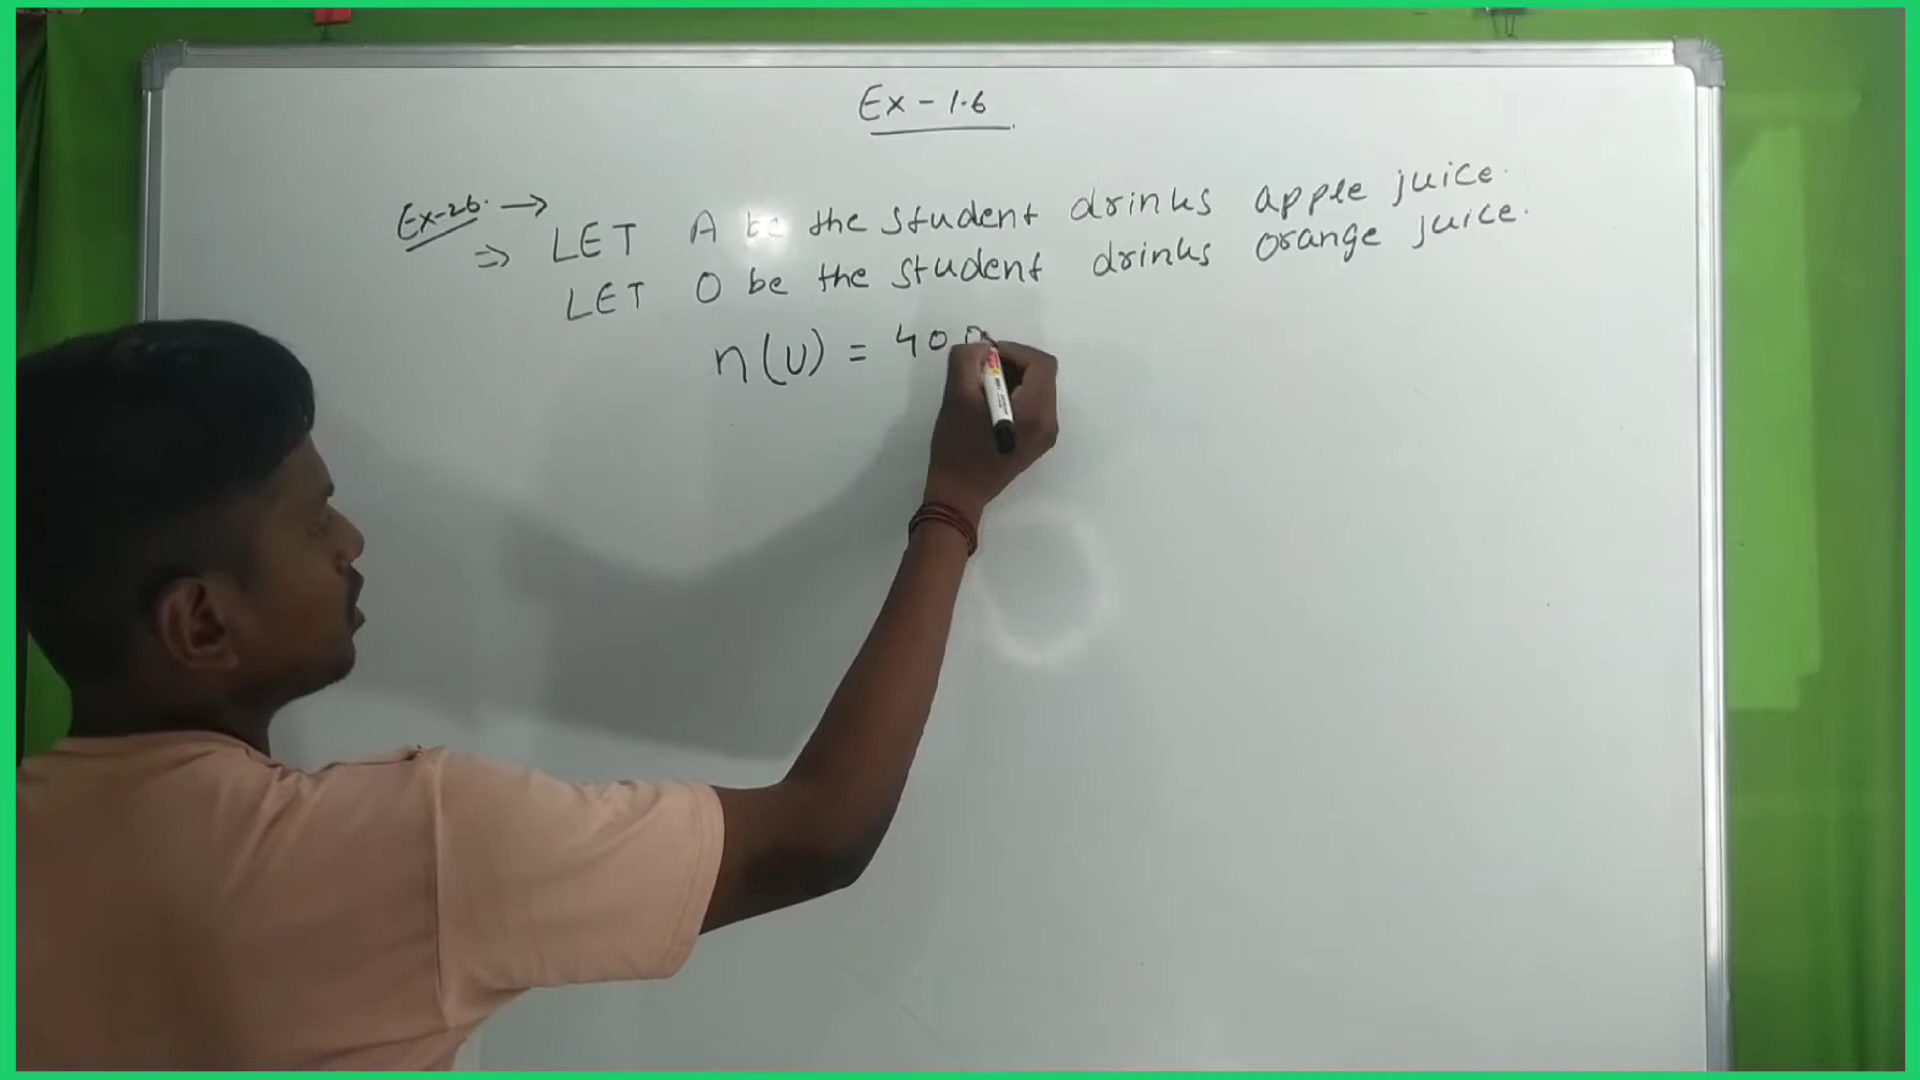 Ex - 1.6
Ex-26. →
⇒ LET A be the student drinks apple juice.
LET O be the student drinks orange juice.
n(U) = 400